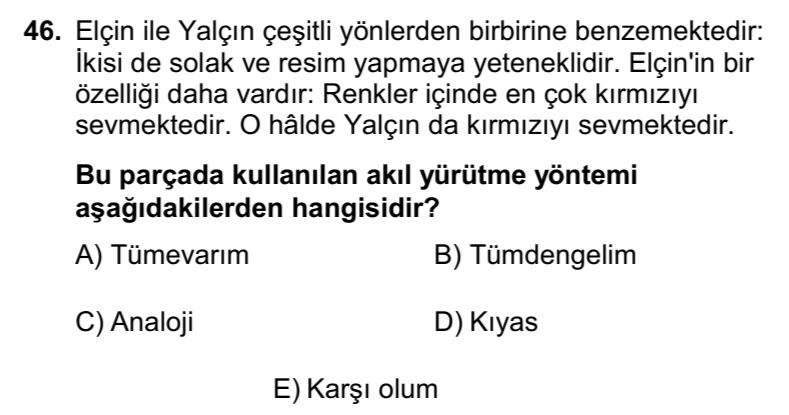 46. Elçin ile Yalçın çeşitli yönlerden birbirine benzemektedir:
İkisi de solak ve resim yapmaya yeteneklidir. Elçin'in bir
özelliği daha vardır: Renkler içinde en çok kırmızıyı
sevmektedir. O hâlde Yalçın da kırmızıyı sevmektedir.
Bu parçada kullanılan akıl yürütme yöntemi
aşağıdakilerden hangisidir?
A) Tümevarım B) Tümdengelim
C) Analoji D) Kıyas
E) Karşı olum